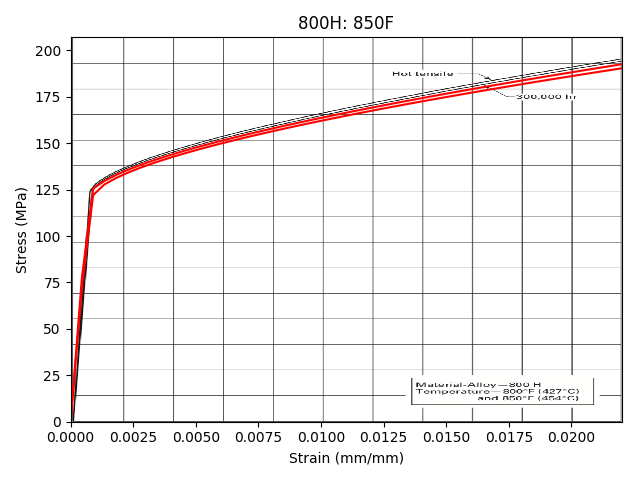 800H: 850F
200
175
150
125
100
75
50
25
0
Stress (MPa)
Hot tensile
300,000 hr
Material-Alloy—800 H
Temperature—800°F (427°C)
and 850°F (454°C)
0.0000 0.0025 0.0050 0.0075 0.0100 0.0125 0.0150 0.0175 0.0200
Strain (mm/mm)